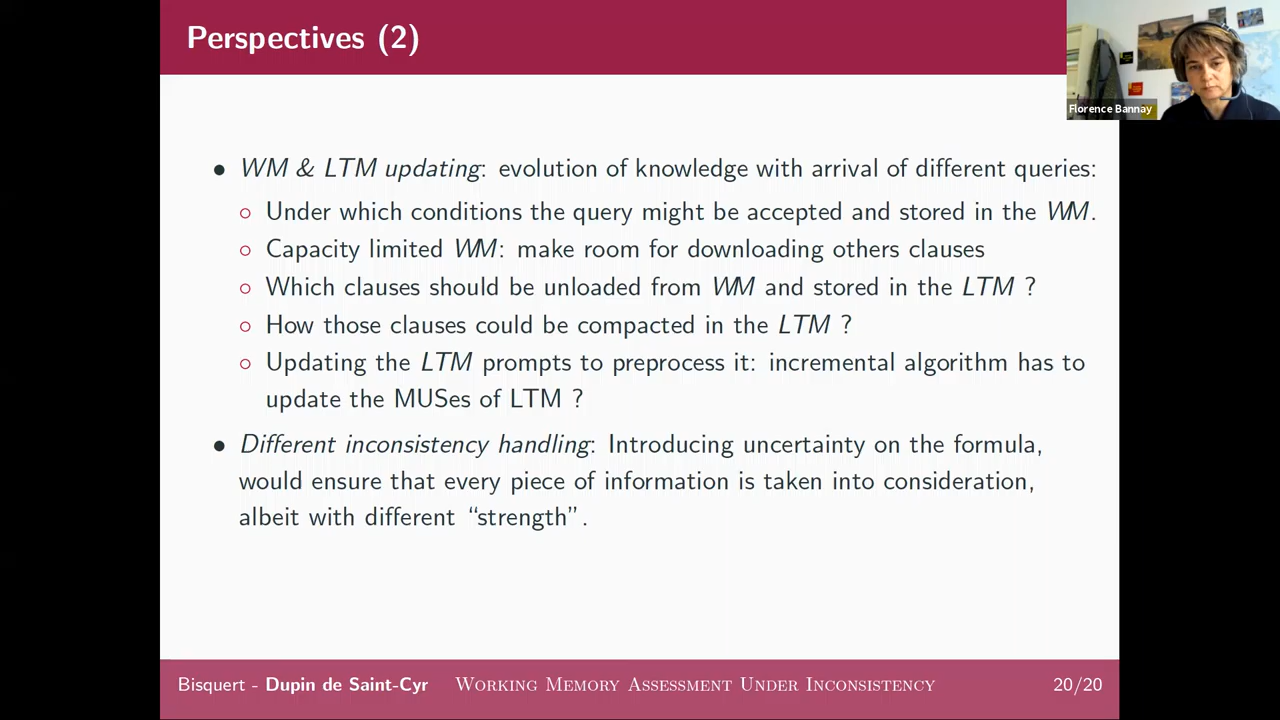 Perspectives (2)
Florence Bannay
• WM & LTM updating: evolution of knowledge with arrival of different queries:
○ Under which conditions the query might be accepted and stored in the WM.
○ Capacity limited WM: make room for downloading others clauses
○ Which clauses should be unloaded from WM and stored in the LTM ?
○ How those clauses could be compacted in the LTM ?
○ Updating the LTM prompts to preprocess it: incremental algorithm has to
update the MUSes of LTM ?
• Different inconsistency handling: Introducing uncertainty on the formula,
would ensure that every piece of information is taken into consideration,
albeit with different “strength”.
Bisquert - Dupin de Saint-Cyr Working Memory Assessment Under Inconsistency 20/20